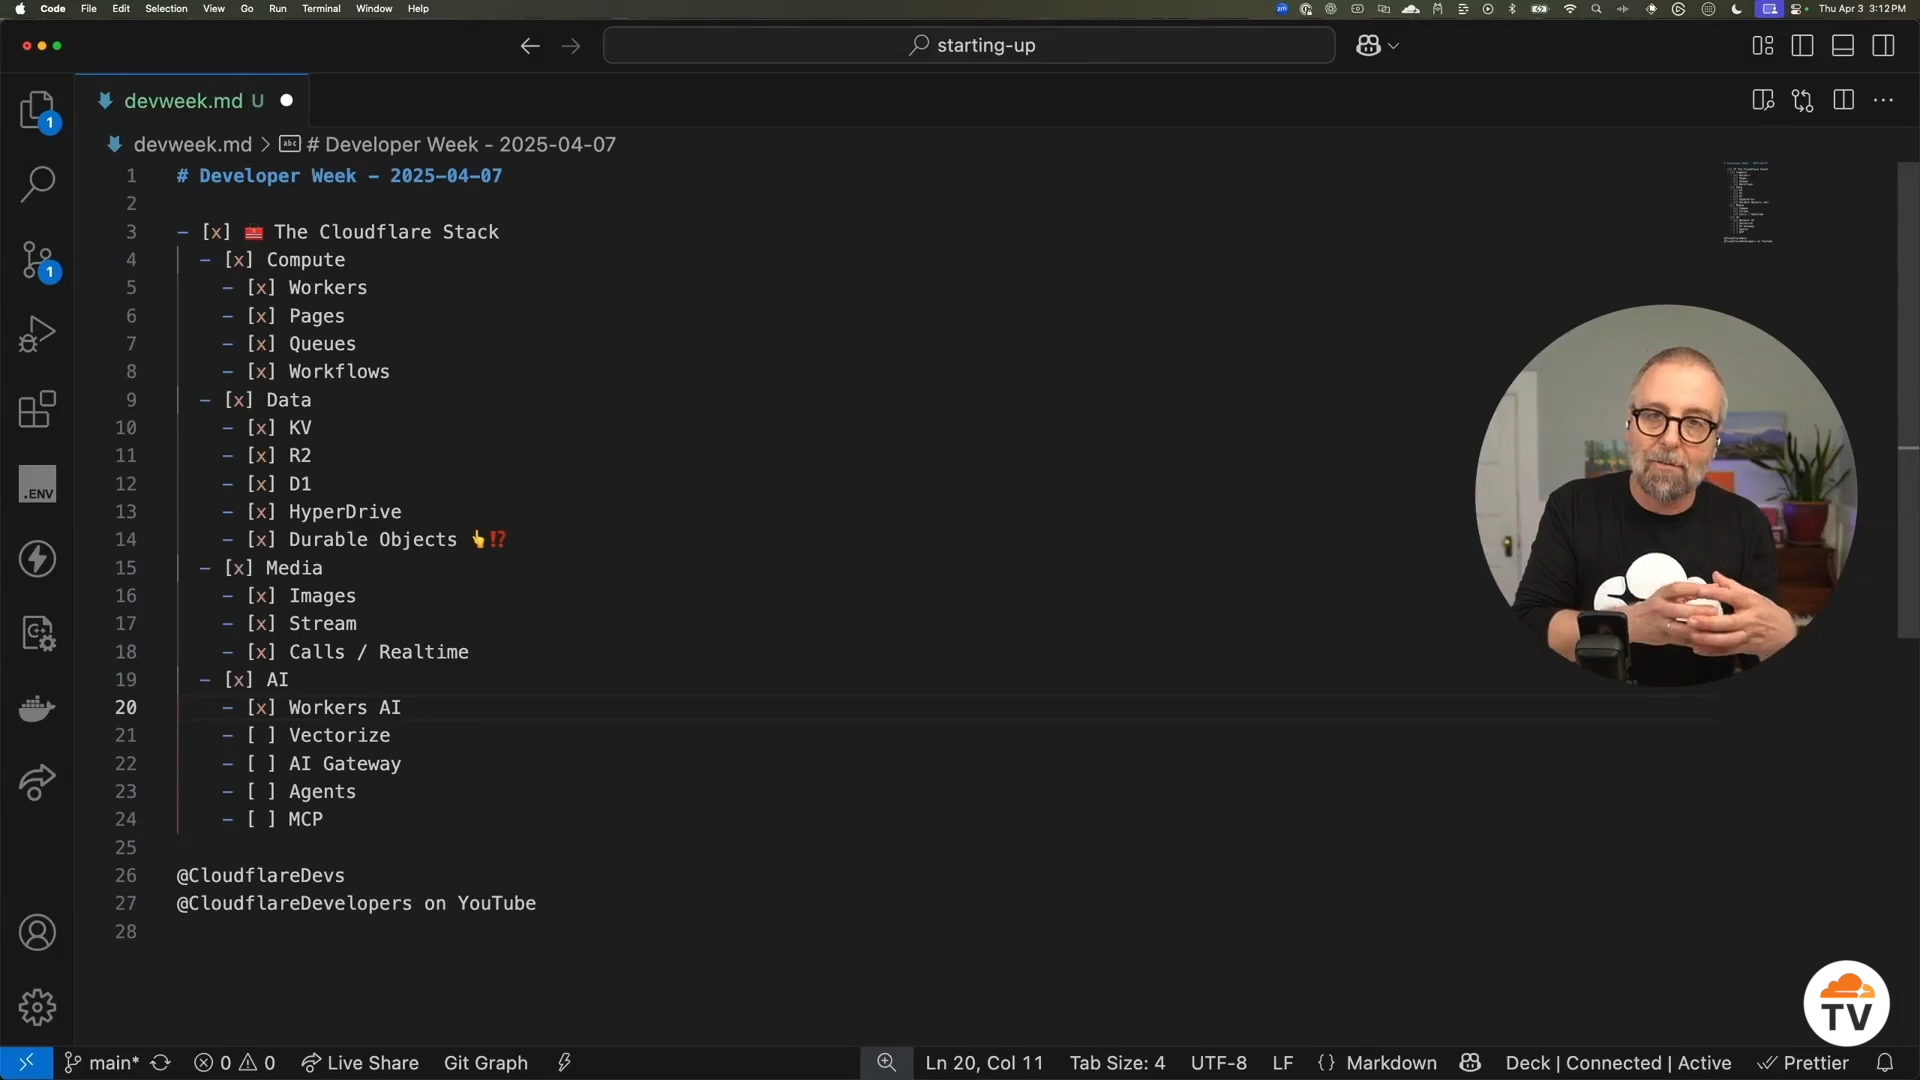 Code File Edit Selection View Go Run Terminal Window Help
zm
Thu Apr 3 3:12 PM
starting-up
devweek.md U
devweek.md > abc # Developer Week - 2025-04-07
1 # Developer Week - 2025-04-07
2
3 - [x] 🧰 The Cloudflare Stack
4 - [x] Compute
5 - [x] Workers
6 - [x] Pages
7 - [x] Queues
8 - [x] Workflows
9 - [x] Data
10 - [x] KV
11 - [x] R2
12 - [x] D1
13 - [x] HyperDrive
14 - [x] Durable Objects 👆⁉️
15 - [x] Media
16 - [x] Images
17 - [x] Stream
18 - [x] Calls / Realtime
19 - [x] AI
20 - [x] Workers AI
21 - [ ] Vectorize
22 - [ ] AI Gateway
23 - [ ] Agents
24 - [ ] MCP
25
26 @CloudflareDevs
27 @CloudflareDevelopers on YouTube
28
1
1
.ENV
TV
main* 0 0 Live Share Git Graph Ln 20, Col 11 Tab Size: 4 UTF-8 LF {} Markdown Deck | Connected | Active Prettier